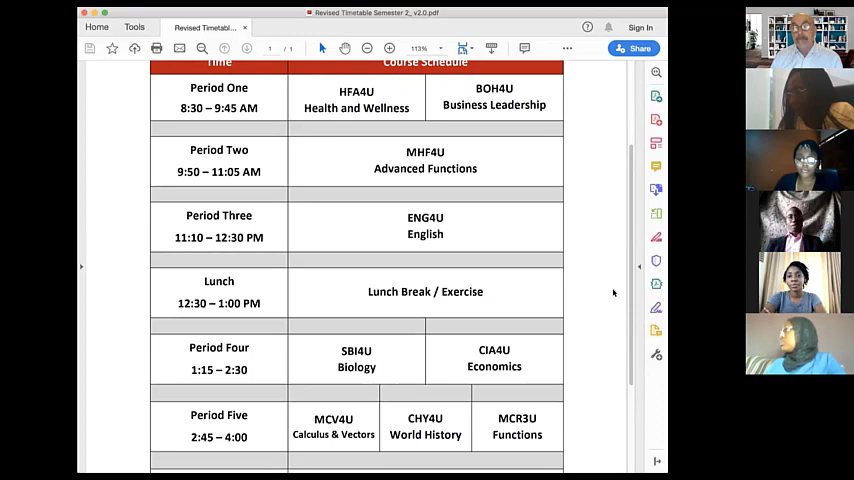 Revised Timetable Semester 2_ v2.0.pdf
Home Tools Revised Timetabl... × Sign In
1 / 1 113% Share
Time Course Schedule
Period One
8:30 – 9:45 AM
HFA4U
Health and Wellness
BOH4U
Business Leadership
Period Two
9:50 – 11:05 AM
MHF4U
Advanced Functions
Period Three
11:10 – 12:30 PM
ENG4U
English
Lunch
12:30 – 1:00 PM
Lunch Break / Exercise
Period Four
1:15 – 2:30
SBI4U
Biology
CIA4U
Economics
Period Five
2:45 – 4:00
MCV4U
Calculus & Vectors
CHY4U
World History
MCR3U
Functions